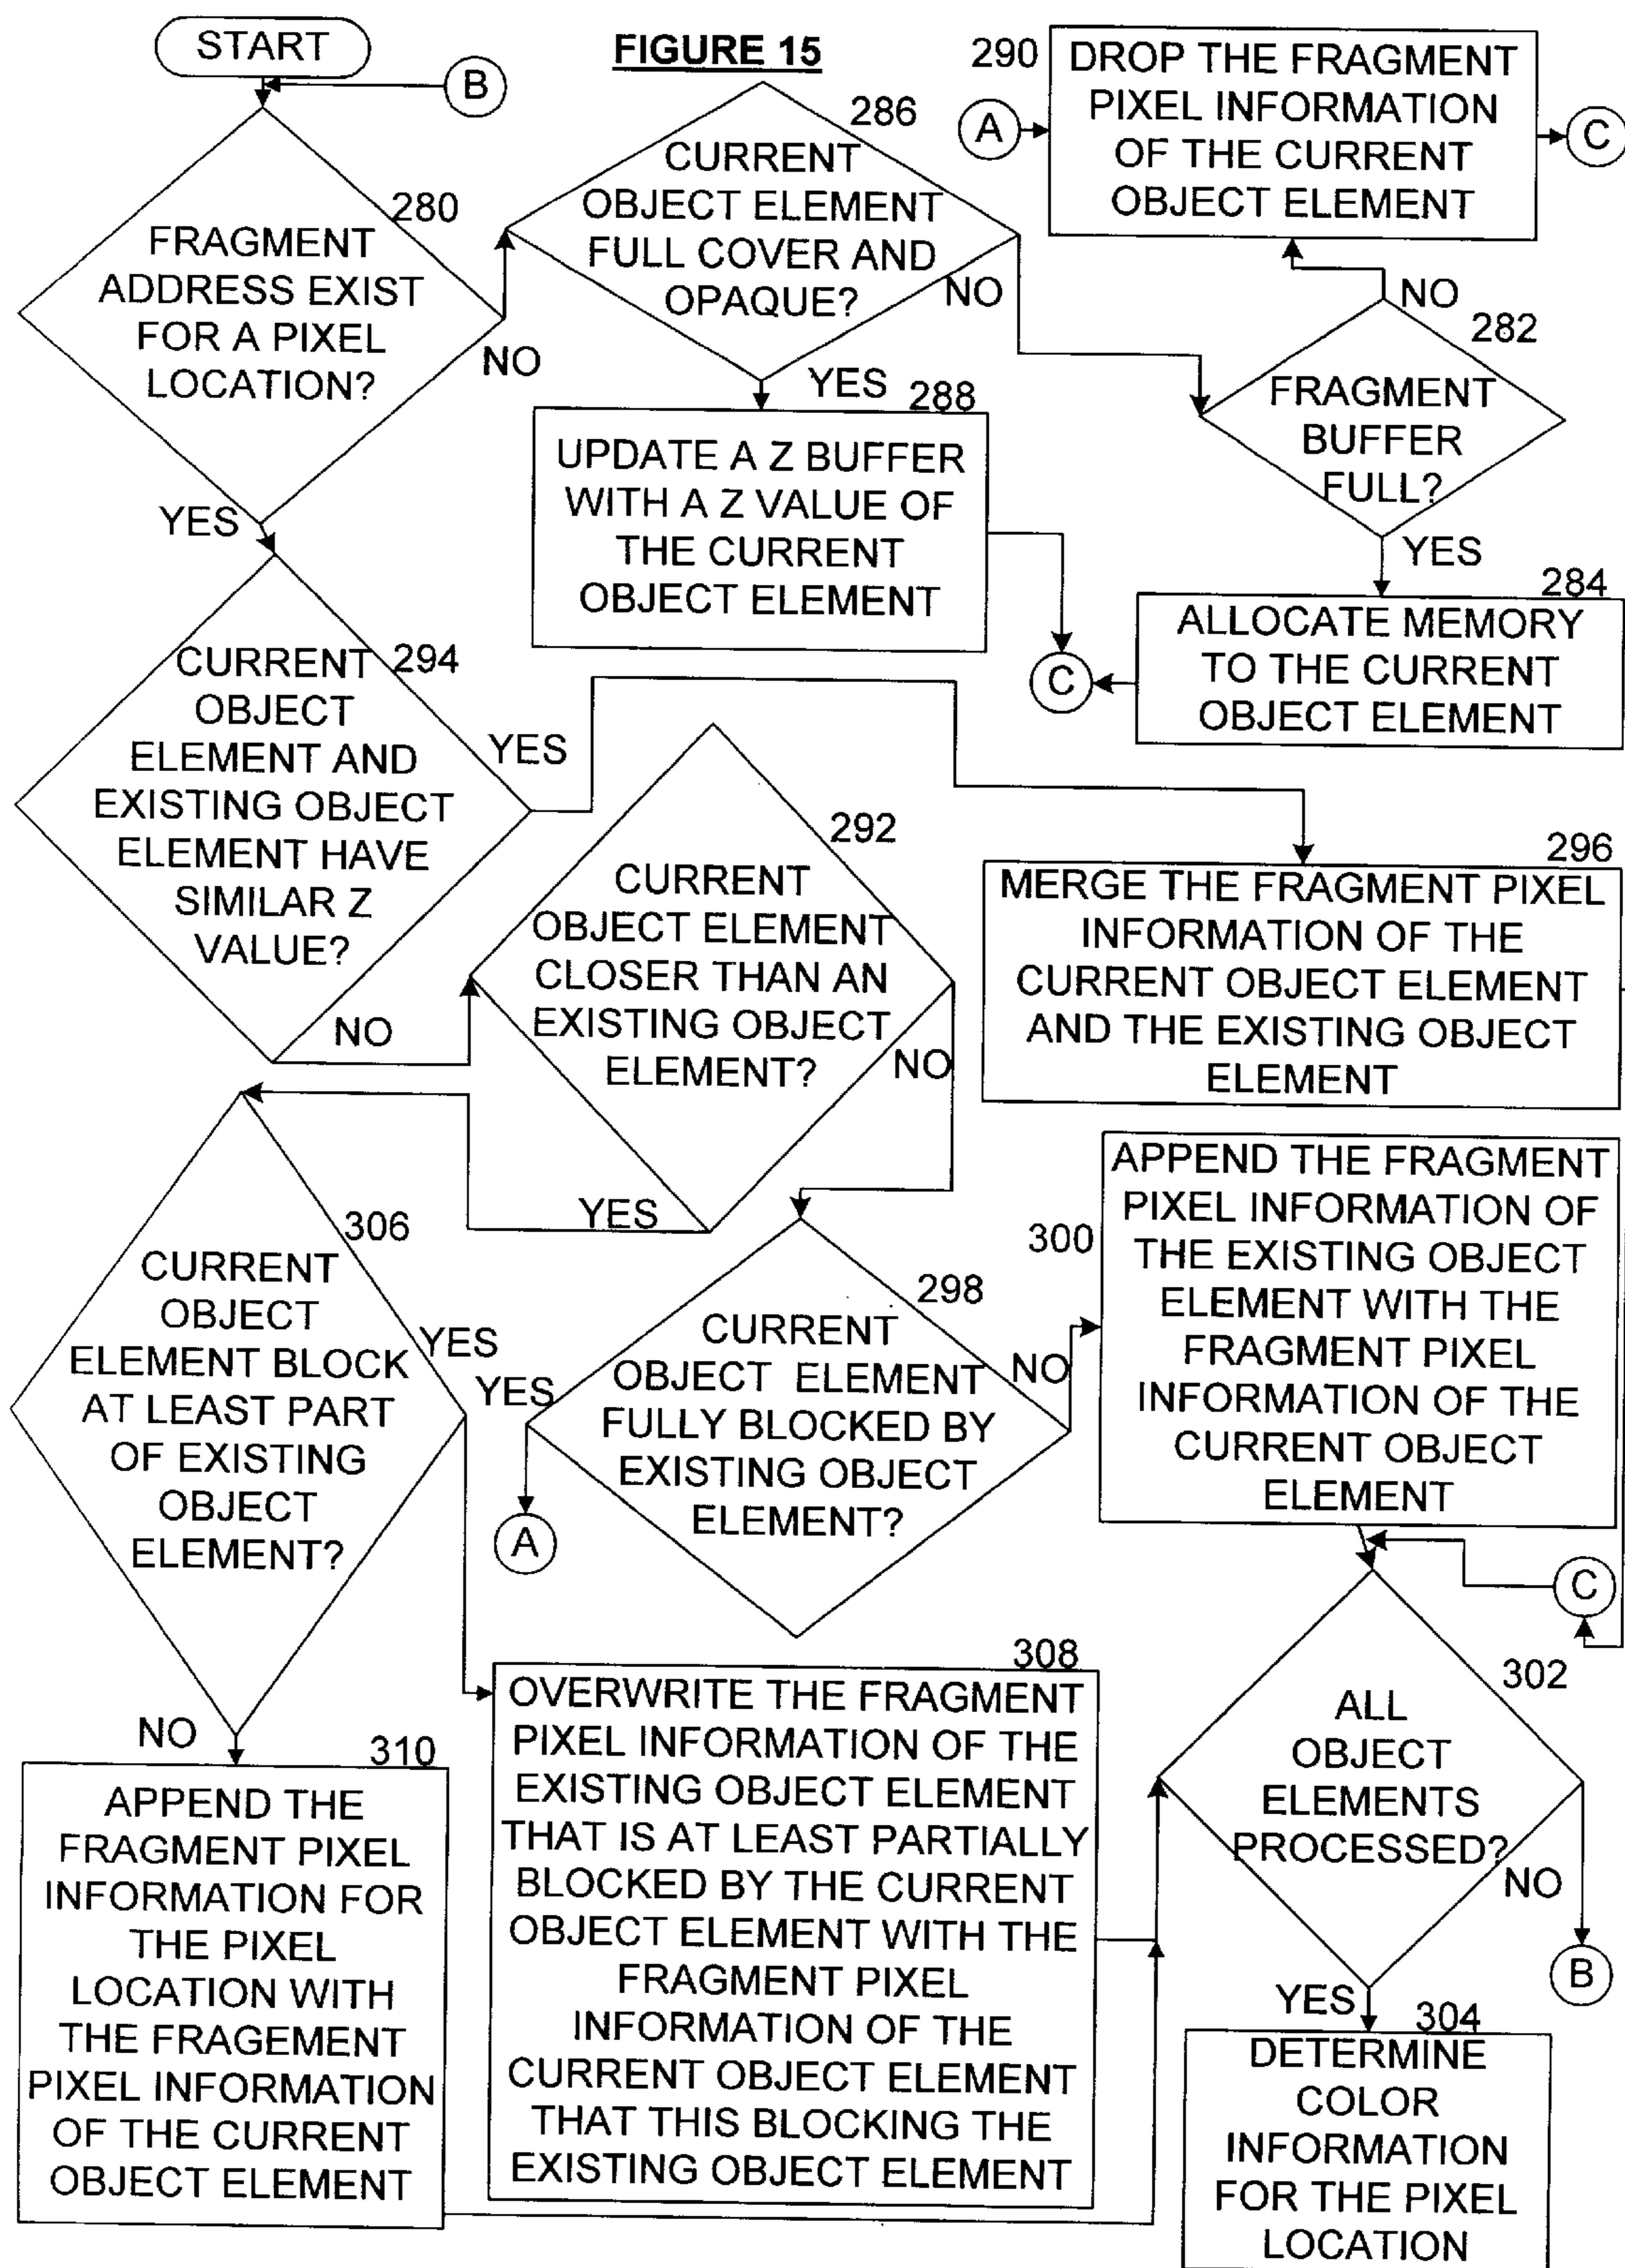 START
B
FIGURE 15
280
FRAGMENT
ADDRESS EXIST
FOR A PIXEL
LOCATION?
NO
YES
286
CURRENT
OBJECT ELEMENT
FULL COVER AND
OPAQUE?
NO
YES
288
UPDATE A Z BUFFER
WITH A Z VALUE OF
THE CURRENT
OBJECT ELEMENT
290
A
DROP THE FRAGMENT
PIXEL INFORMATION
OF THE CURRENT
OBJECT ELEMENT
C
NO
282
FRAGMENT
BUFFER
FULL?
YES
284
ALLOCATE MEMORY
TO THE CURRENT
OBJECT ELEMENT
C
294
CURRENT
OBJECT
ELEMENT AND
EXISTING OBJECT
ELEMENT HAVE
SIMILAR Z
VALUE?
YES
NO
292
CURRENT
OBJECT ELEMENT
CLOSER THAN AN
EXISTING OBJECT
ELEMENT?
NO
YES
296
MERGE THE FRAGMENT PIXEL
INFORMATION OF THE
CURRENT OBJECT ELEMENT
AND THE EXISTING OBJECT
ELEMENT
306
CURRENT
OBJECT
ELEMENT BLOCK
AT LEAST PART
OF EXISTING
OBJECT
ELEMENT?
YES
NO
298
CURRENT
OBJECT ELEMENT
FULLY BLOCKED BY
EXISTING OBJECT
ELEMENT?
YES
NO
A
300
APPEND THE FRAGMENT
PIXEL INFORMATION OF
THE EXISTING OBJECT
ELEMENT WITH THE
FRAGMENT PIXEL
INFORMATION OF THE
CURRENT OBJECT
ELEMENT
C
310
APPEND THE
FRAGMENT PIXEL
INFORMATION FOR
THE PIXEL
LOCATION WITH
THE FRAGEMENT
PIXEL INFORMATION
OF THE CURRENT
OBJECT ELEMENT
308
OVERWRITE THE FRAGMENT
PIXEL INFORMATION OF THE
EXISTING OBJECT ELEMENT
THAT IS AT LEAST PARTIALLY
BLOCKED BY THE CURRENT
OBJECT ELEMENT WITH THE
FRAGMENT PIXEL
INFORMATION OF THE
CURRENT OBJECT ELEMENT
THAT THIS BLOCKING THE
EXISTING OBJECT ELEMENT
302
ALL
OBJECT
ELEMENTS
PROCESSED?
NO
B
YES
304
DETERMINE
COLOR
INFORMATION
FOR THE PIXEL
LOCATION